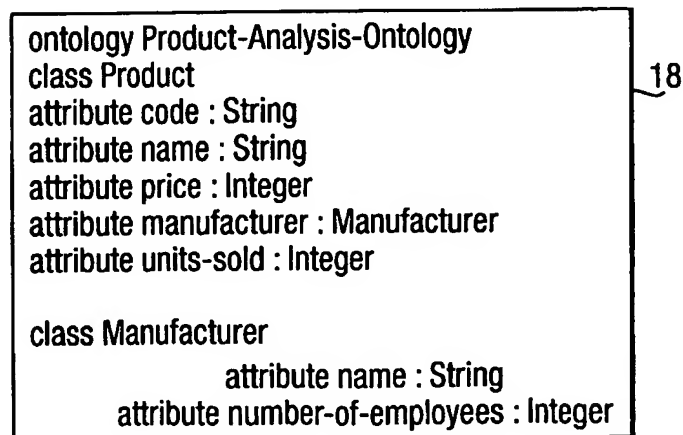 ontology Product-Analysis-Ontology
class Product
attribute code : String
attribute name : String
attribute price : Integer
attribute manufacturer : Manufacturer
attribute units-sold : Integer
class Manufacturer
attribute name : String
attribute number-of-employees : Integer
18